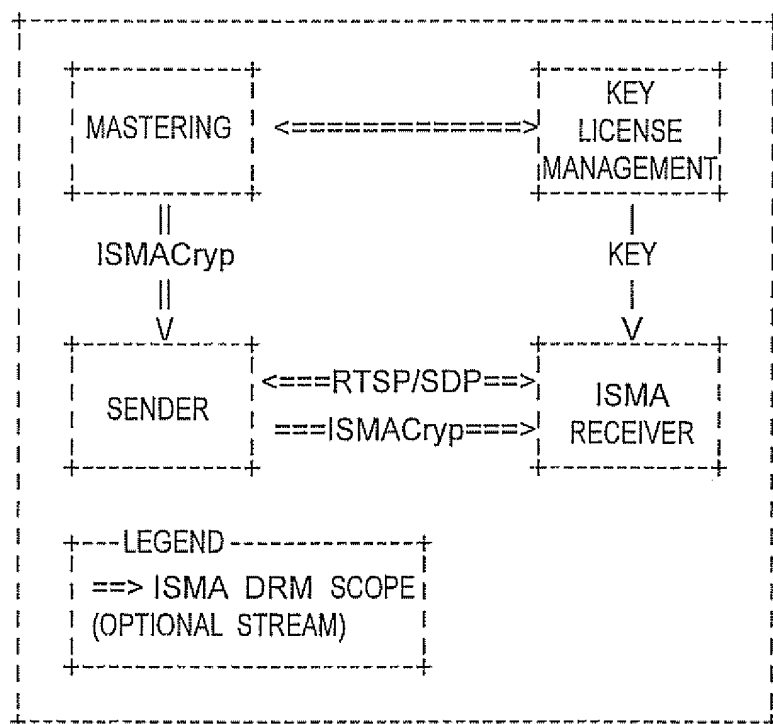 MASTERING <============> KEY LICENSE MANAGEMENT
||
ISMACryp
||
V
|
KEY
|
V
SENDER
<===RTSP/SDP==>
===ISMACryp===>
ISMA
RECEIVER
LEGEND
==> ISMA DRM SCOPE
(OPTIONAL STREAM)